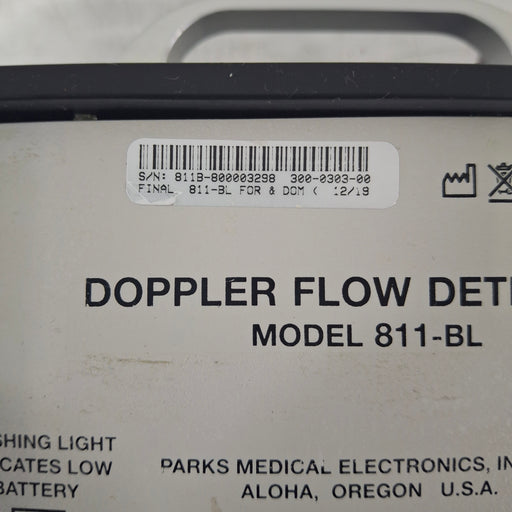 S/N: 811B-800003298 300-0303-00
FINAL 811-BL FOR & DOM ( 12/19
DOPPLER FLOW DET
MODEL 811-BL
SHING LIGHT
CATES LOW
BATTERY
PARKS MEDICAL ELECTRONICS, IN
ALOHA, OREGON U.S.A.